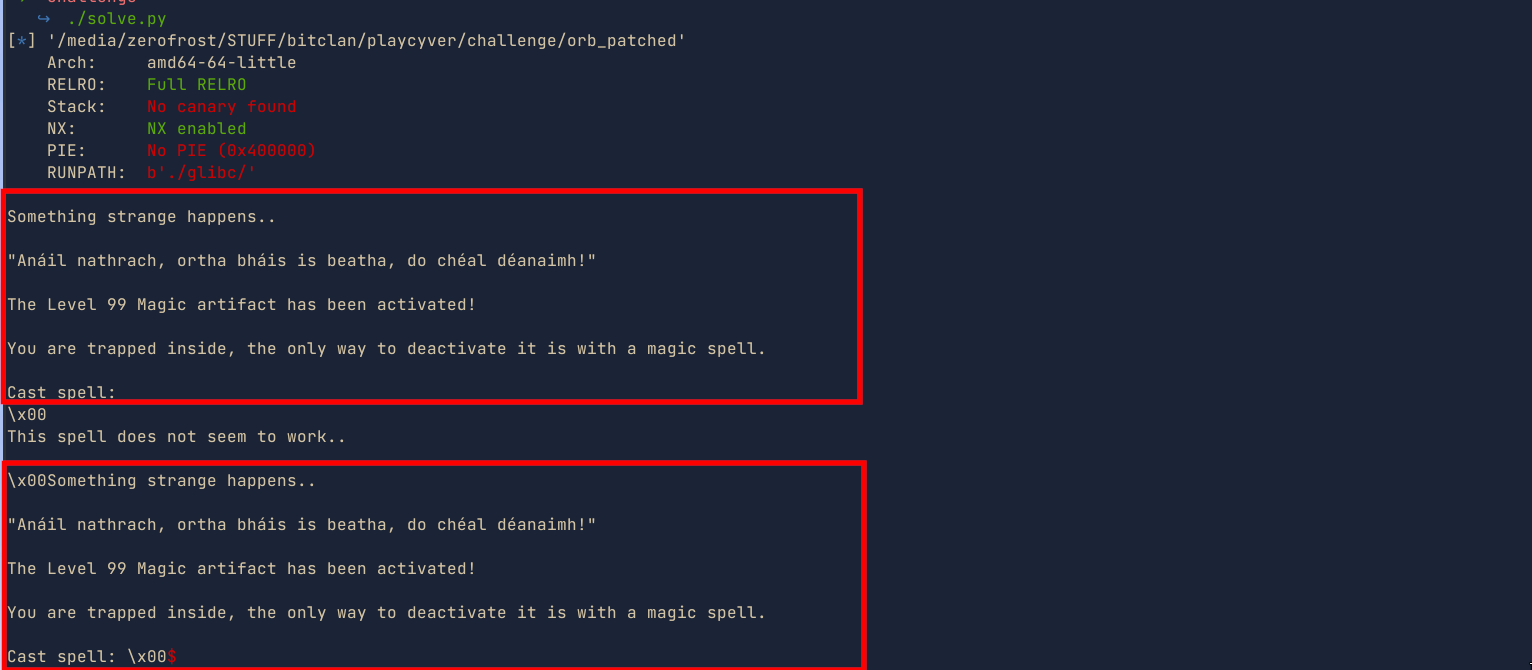 ↪ ./solve.py
[*] '/media/zerofrost/STUFF/bitclan/playcyver/challenge/orb_patched'
Arch: amd64-64-little
RELRO: Full RELRO
Stack: No canary found
NX: NX enabled
PIE: No PIE (0x400000)
RUNPATH: b'./glibc/'
Something strange happens..
"Anáil nathrach, ortha bháis is beatha, do chéal déanaimh!"
The Level 99 Magic artifact has been activated!
You are trapped inside, the only way to deactivate it is with a magic spell.
Cast spell:
\x00
This spell does not seem to work..
\x00Something strange happens..
"Anáil nathrach, ortha bháis is beatha, do chéal déanaimh!"
The Level 99 Magic artifact has been activated!
You are trapped inside, the only way to deactivate it is with a magic spell.
Cast spell: \x00$